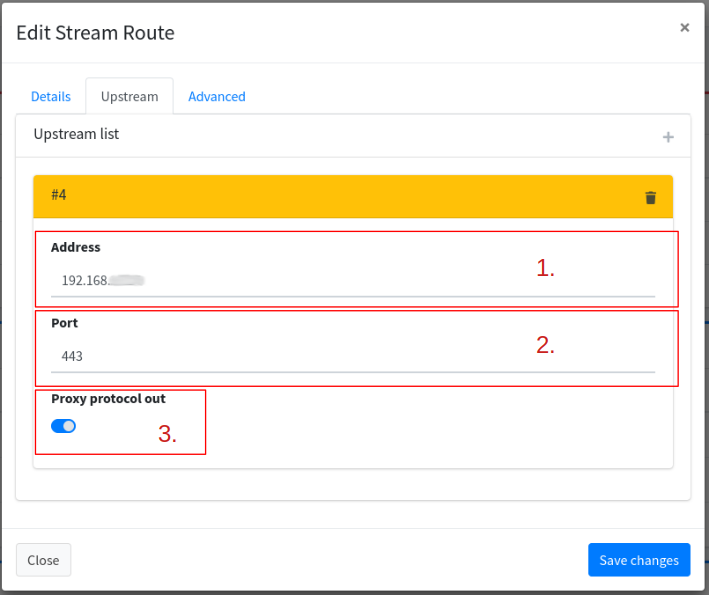 Edit Stream Route
×
Details Upstream Advanced
Upstream list
+
#4
Address
192.168.
1.
Port
443
2.
Proxy protocol out
3.
Close Save changes